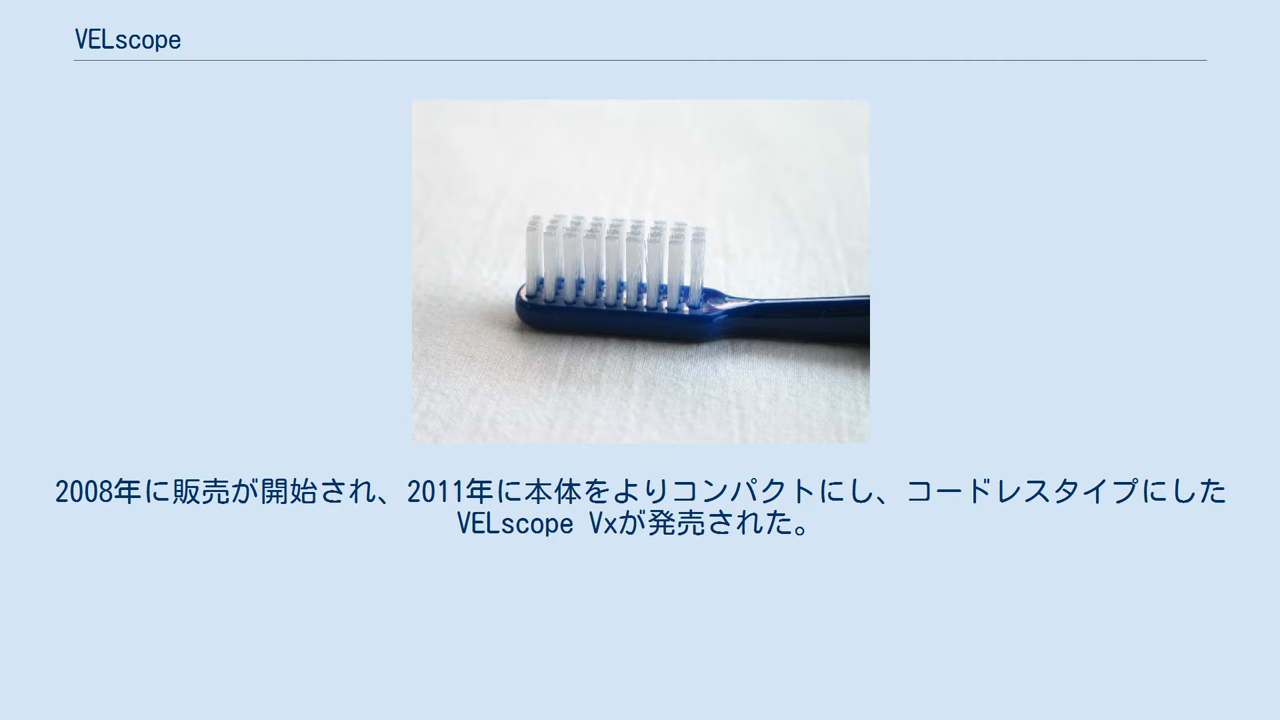 VELscope
2008年に販売が開始され、2011年に本体をよりコンパクトにし、コードレスタイプにした
VELscope Vxが発売された。